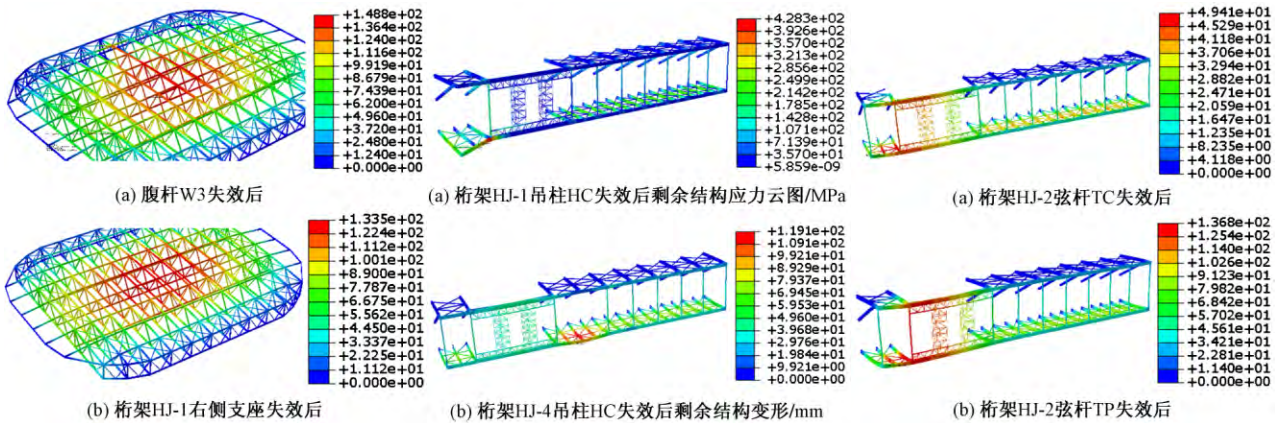 +1.488e+02
+1.364e+02
+1.240e+02
+1.116e+02
+9.919e+01
+8.679e+01
+7.439e+01
+6.200e+01
+4.960e+01
+3.720e+01
+2.480e+01
+1.240e+01
+0.000e+00
(a) 腹杆W3失效后
+4.283e+02
+3.926e+02
+3.570e+02
+3.213e+02
+2.856e+02
+2.499e+02
+2.142e+02
+1.785e+02
+1.428e+02
+1.071e+02
+7.139e+01
+3.570e+01
+5.859e-09
(a) 桁架HJ-1吊柱HC失效后剩余结构应力云图/MPa
+4.941e+01
+4.529e+01
+4.118e+01
+3.706e+01
+3.294e+01
+2.882e+01
+2.471e+01
+2.059e+01
+1.647e+01
+1.235e+01
+8.235e+00
+4.118e+00
+0.000e+00
(a) 桁架HJ-2弦杆TC失效后
+1.335e+02
+1.224e+02
+1.112e+02
+1.001e+02
+8.900e+01
+7.787e+01
+6.675e+01
+5.562e+01
+4.450e+01
+3.337e+01
+2.225e+01
+1.112e+01
+0.000e+00
(b) 桁架HJ-1右侧支座失效后
+1.191e+02
+1.091e+02
+9.921e+01
+8.929e+01
+7.937e+01
+6.945e+01
+5.953e+01
+4.960e+01
+3.968e+01
+2.976e+01
+1.984e+01
+9.921e+00
+0.000e+00
(b) 桁架HJ-4吊柱HC失效后剩余结构变形/mm
+1.368e+02
+1.254e+02
+1.140e+02
+1.026e+02
+9.123e+01
+7.982e+01
+6.842e+01
+5.702e+01
+4.561e+01
+3.421e+01
+2.281e+01
+1.140e+01
+0.000e+00
(b) 桁架HJ-2弦杆TP失效后